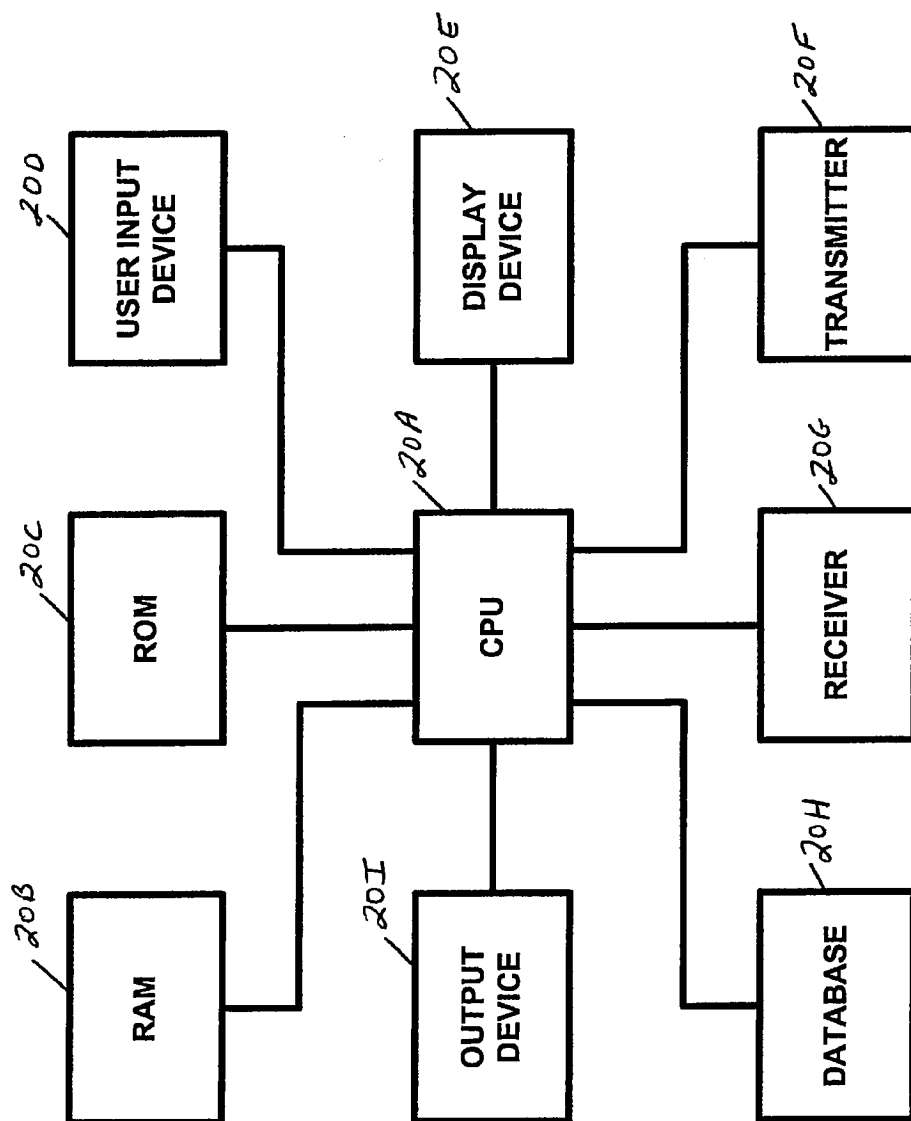 20B
RAM
20C
ROM
20D
USER INPUT
DEVICE
20I
OUTPUT
DEVICE
20A
CPU
20E
DISPLAY
DEVICE
20H
DATABASE
20G
RECEIVER
20F
TRANSMITTER